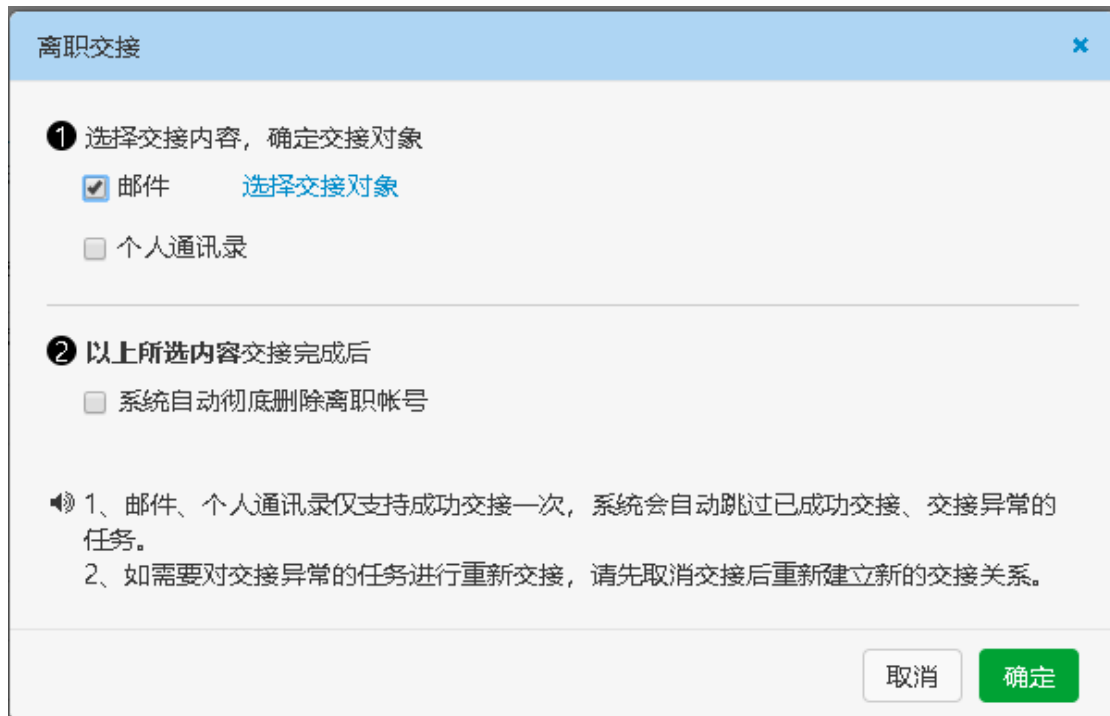 离职交接
❶ 选择交接内容，确定交接对象
邮件 选择交接对象
个人通讯录
❷ 以上所选内容交接完成后
系统自动彻底删除离职帐号
1、邮件、个人通讯录仅支持成功交接一次，系统会自动跳过已成功交接、交接异常的
任务。
2、如需要对交接异常的任务进行重新交接，请先取消交接后重新建立新的交接关系。
取消 确定